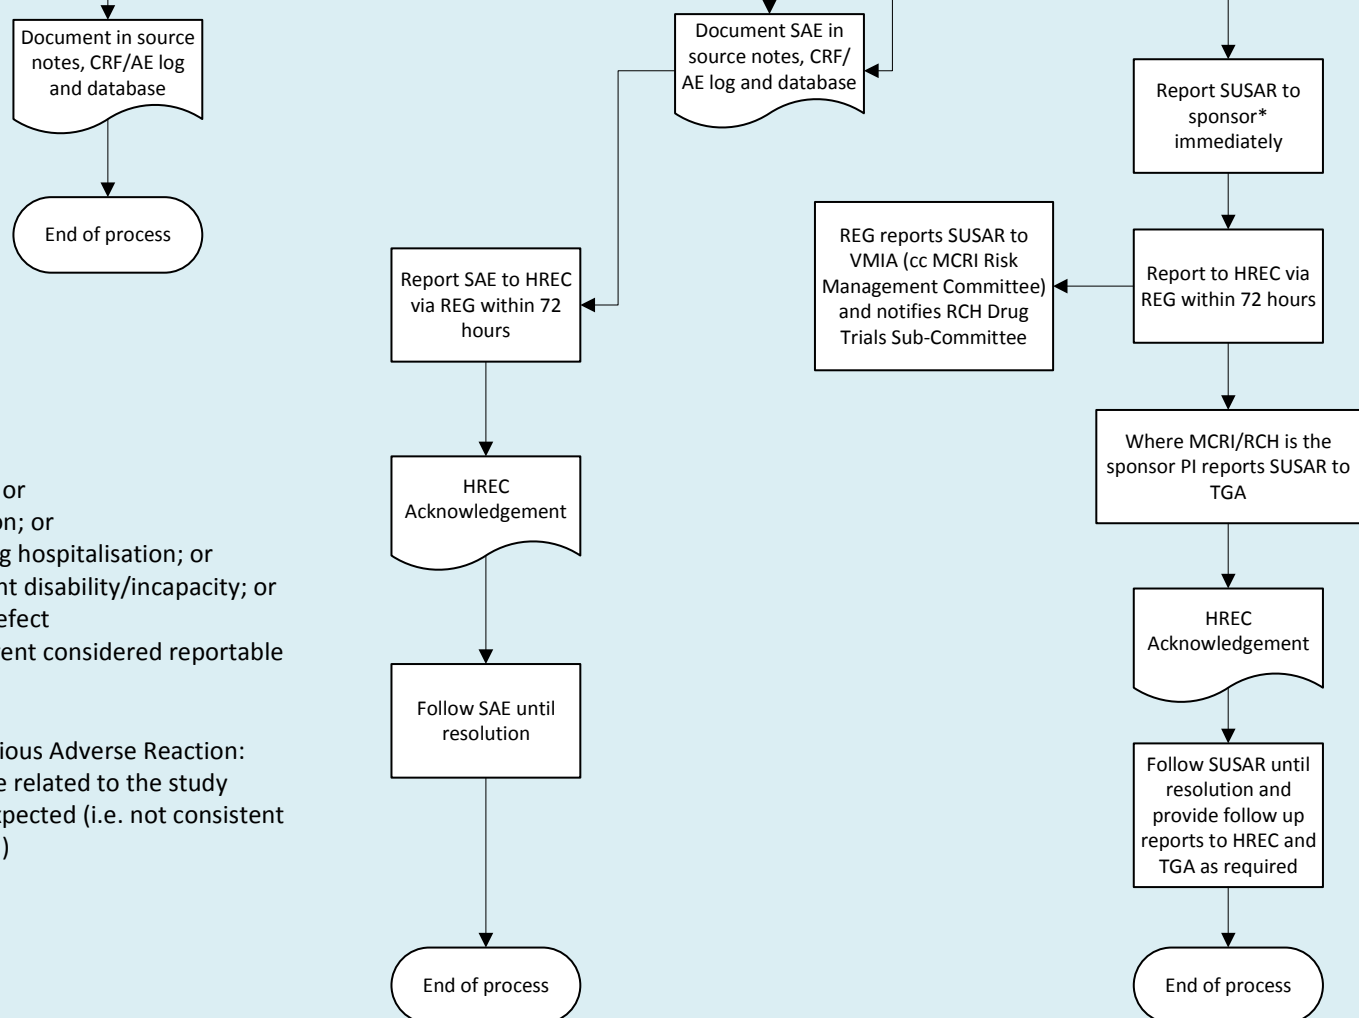 Document in source
notes, CRF/AE log
and database
End of process
Document SAE in
source notes, CRF/
AE log and database
Report SAE to HREC
via REG within 72
hours
HREC
Acknowledgement
Follow SAE until
resolution
End of process
Report SUSAR to
sponsor*
immediately
REG reports SUSAR to
VMIA (cc MCRI Risk
Management Committee)
and notifies RCH Drug
Trials Sub-Committee
Report to HREC via
REG within 72 hours
Where MCRI/RCH is the
sponsor PI reports SUSAR to
TGA
HREC
Acknowledgement
Follow SUSAR until
resolution and
provide follow up
reports to HREC and
TGA as required
End of process
or
on; or
g hospitalisation; or
nt disability/incapacity; or
efect
ent considered reportable
ious Adverse Reaction:
e related to the study
xpected (i.e. not consistent
)